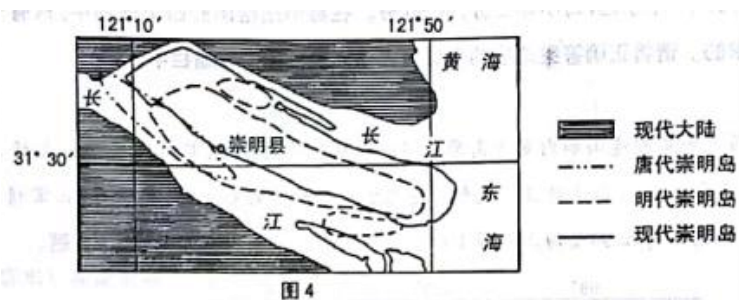 121°10′
121°50′
黄 海
长
长
江
崇明县
31°30′
江
东
海
现代大陆
唐代崇明岛
明代崇明岛
现代崇明岛
图4